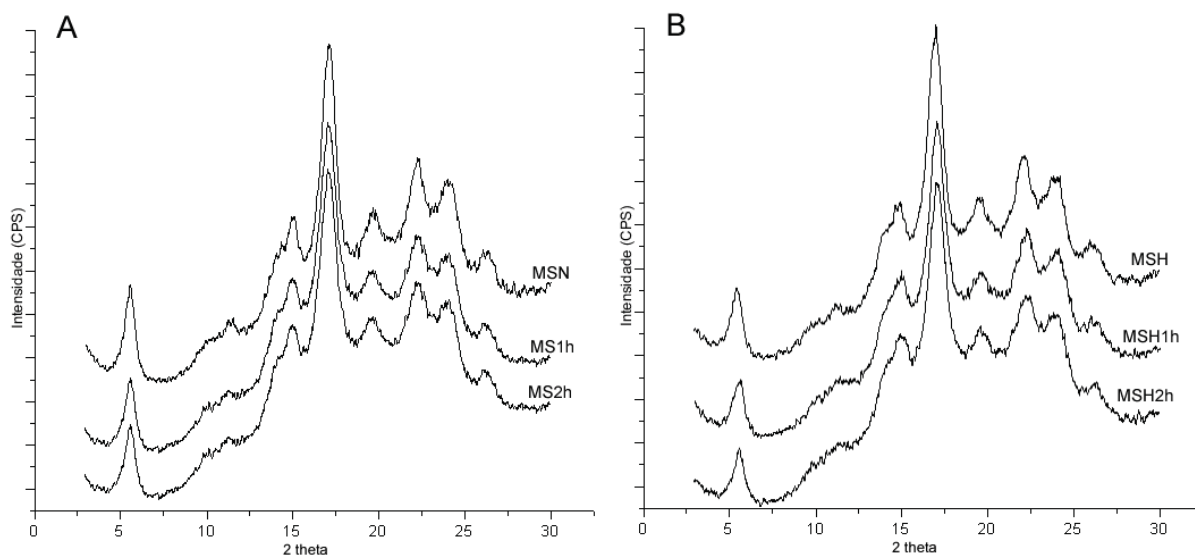 A
Intensidade (CPS)
MSN
MS1h
MS2h
0 5 10 15 20 25 30
2 theta
B
Intensidade (CPS)
MSH
MSH1h
MSH2h
0 5 10 15 20 25 30
2 theta